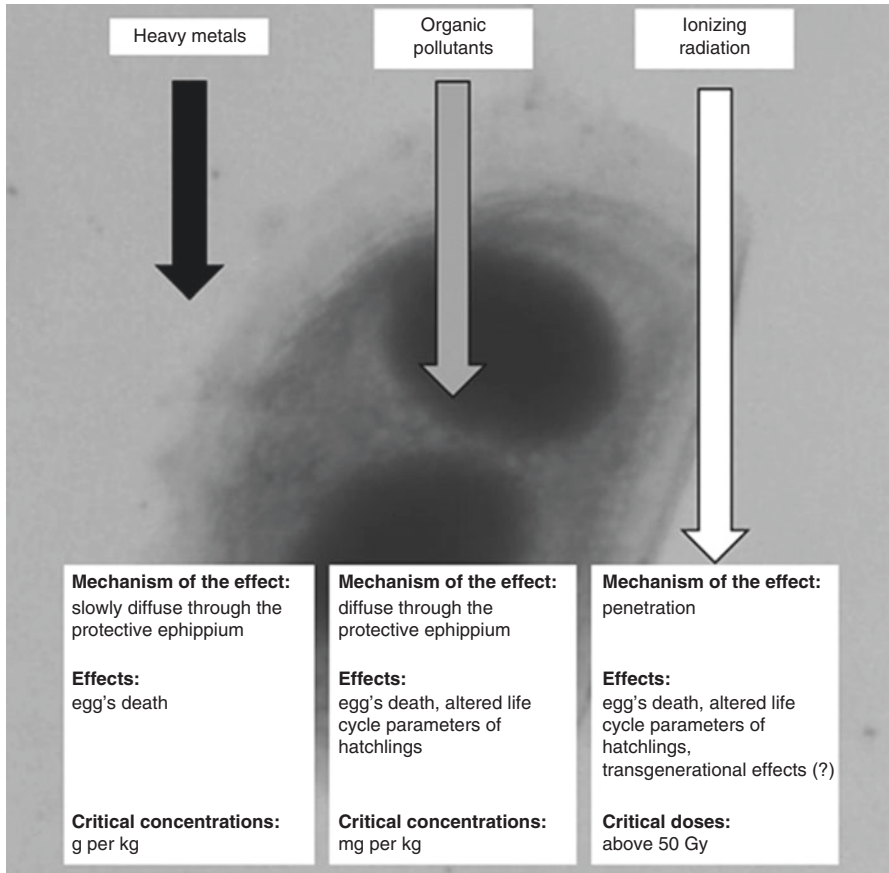 Heavy metals
Organic
pollutants
Ionizing
radiation
Mechanism of the effect:
slowly diffuse through the
protective ephippium
Effects:
egg’s death
Critical concentrations:
g per kg
Mechanism of the effect:
diffuse through the
protective ephippium
Effects:
egg’s death, altered life
cycle parameters of
hatchlings
Critical concentrations:
mg per kg
Mechanism of the effect:
penetration
Effects:
egg’s death, altered life
cycle parameters of
hatchlings,
transgenerational effects (?)
Critical doses:
above 50 Gy